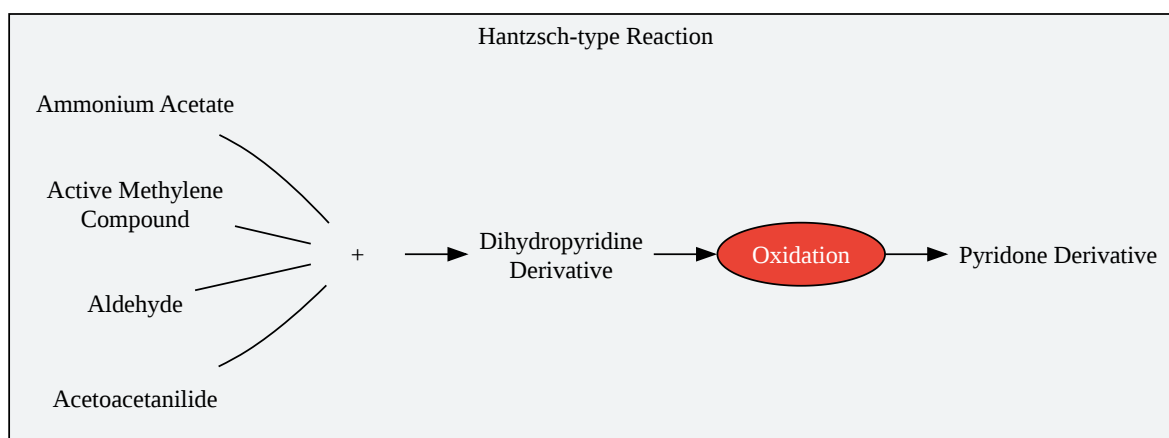 Hantzsch-type Reaction
Ammonium Acetate
Active Methylene
Compound
Aldehyde
Acetoacetanilide
+
Dihydropyridine
Derivative
Oxidation
Pyridone Derivative